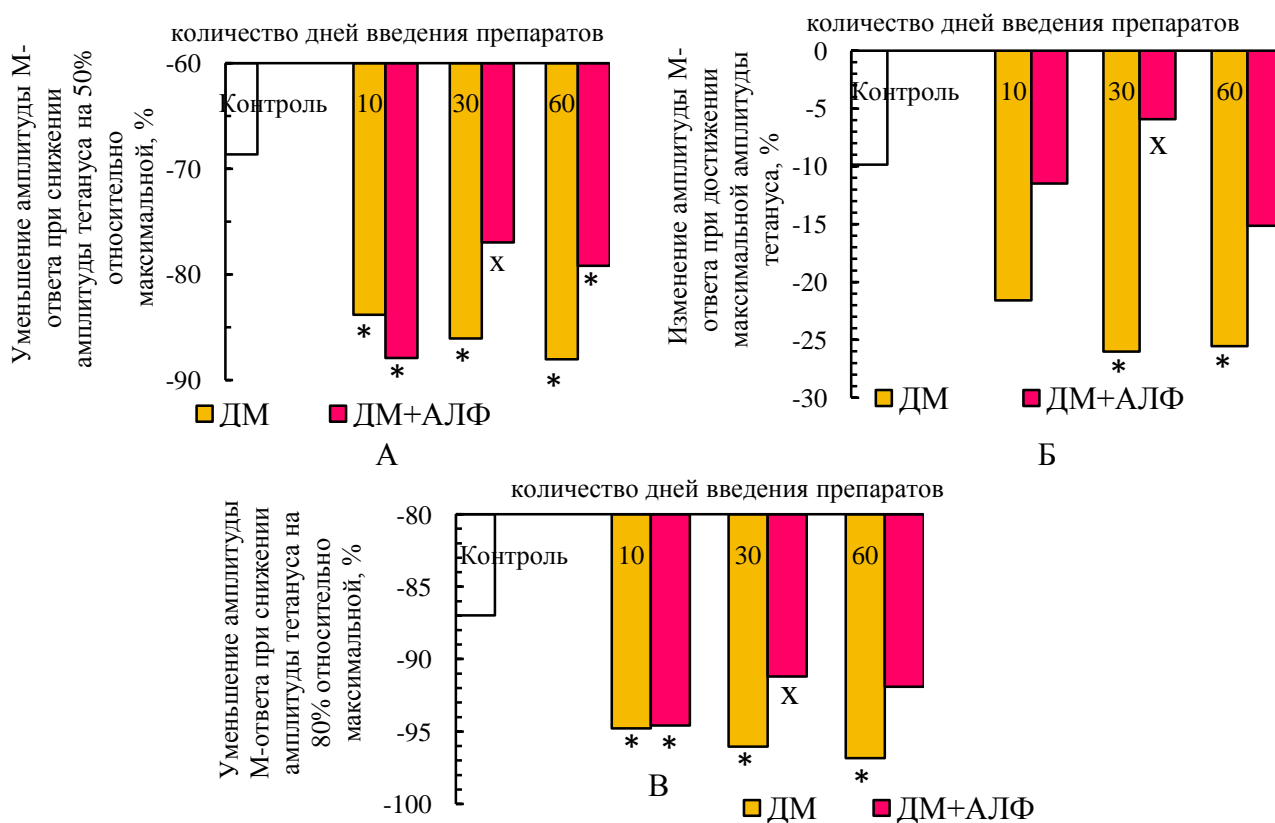 количество дней введения препаратов
Уменьшение амплитуды М-
ответа при снижении
амплитуды тетануса на 50%
относительно
максимальной, %
-60
-70
-80
-90
Контроль
10
30
60
*
*
*
х
*
*
ДМ
ДМ+АЛФ
А
количество дней введения препаратов
Изменение амплитуды М-
ответа при достижении
максимальной амплитуды
тетануса, %
0
-5
-10
-15
-20
-25
-30
Контроль
10
30
60
х
*
*
ДМ
ДМ+АЛФ
Б
количество дней введения препаратов
Уменьшение амплитуды
М-ответа при снижении
амплитуды тетануса на
80% относительно
максимальной, %
-80
-85
-90
-95
-100
Контроль
10
30
60
*
*
*
х
*
В
ДМ
ДМ+АЛФ